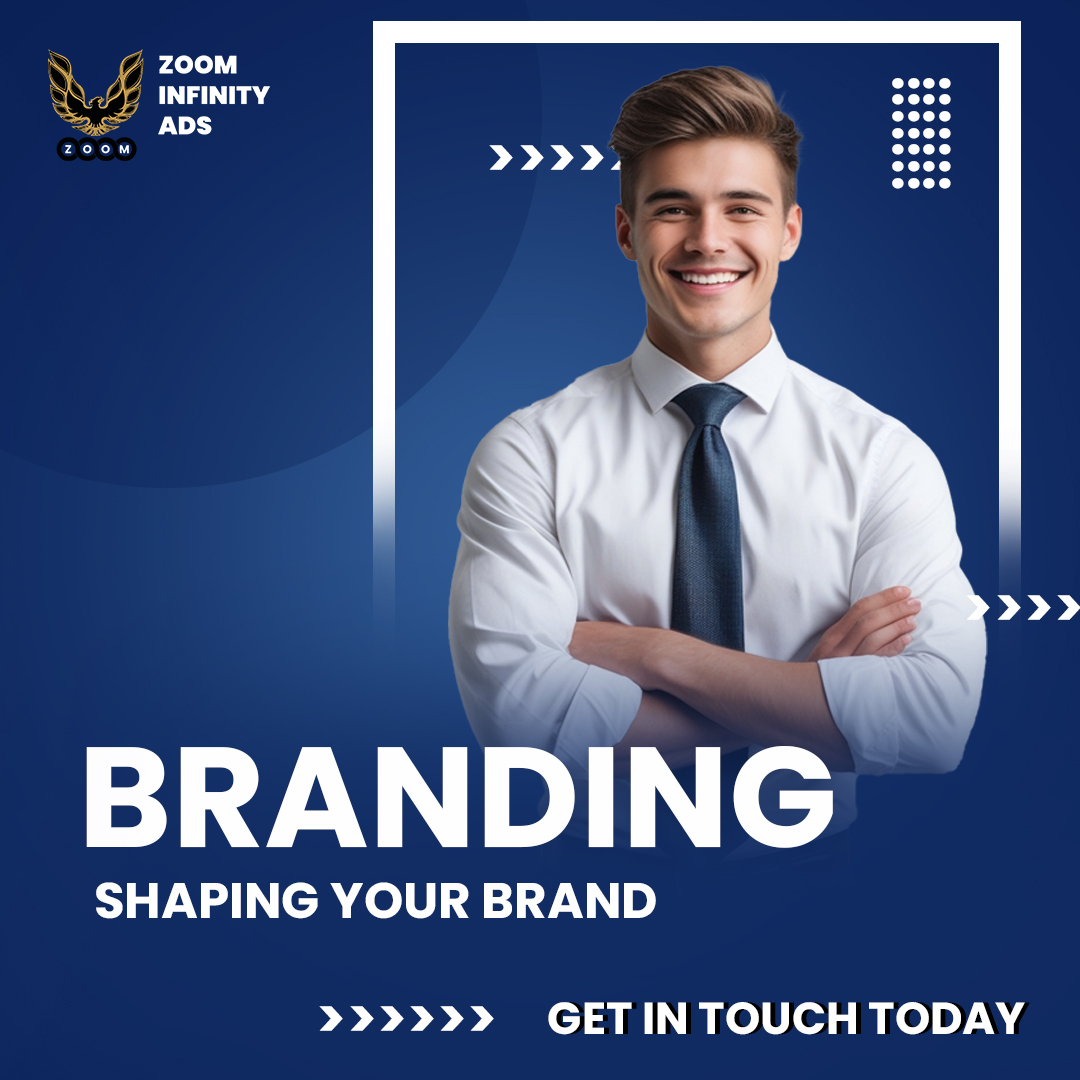 ZOOM
INFINITY
ADS
ZOOM
BRANDING
SHAPING YOUR BRAND
GET IN TOUCH TODAY